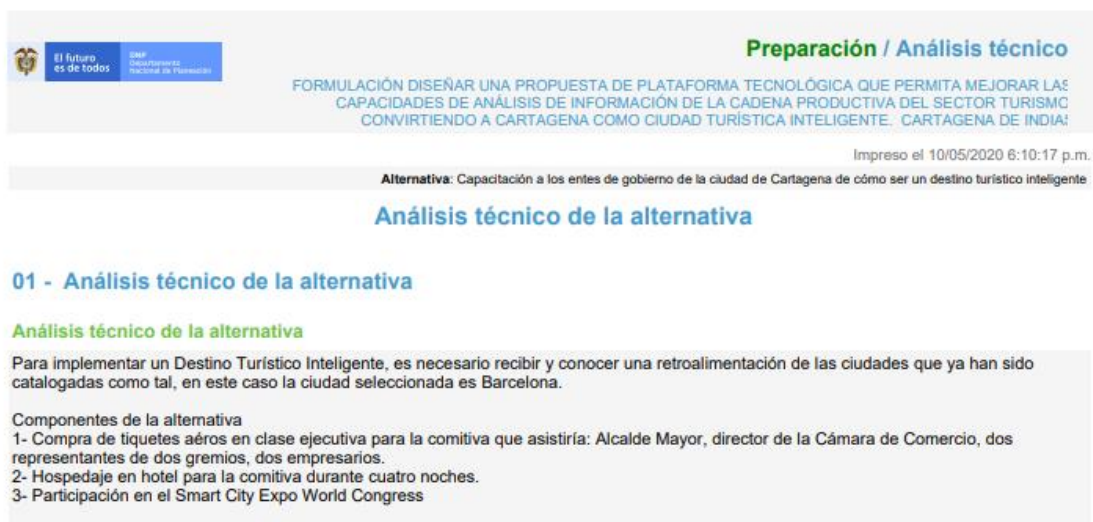 El futuro
es de todos
DNP
Departamento
Nacional de Planeación
Preparación / Análisis técnico
FORMULACIÓN DISEÑAR UNA PROPUESTA DE PLATAFORMA TECNOLÓGICA QUE PERMITA MEJORAR LAS
CAPACIDADES DE ANÁLISIS DE INFORMACIÓN DE LA CADENA PRODUCTIVA DEL SECTOR TURISMO
CONVIRTIENDO A CARTAGENA COMO CIUDAD TURÍSTICA INTELIGENTE. CARTAGENA DE INDIAS
Impreso el 10/05/2020 6:10:17 p.m.
Alternativa: Capacitación a los entes de gobierno de la ciudad de Cartagena de cómo ser un destino turístico inteligente
Análisis técnico de la alternativa
01 - Análisis técnico de la alternativa
Análisis técnico de la alternativa
Para implementar un Destino Turístico Inteligente, es necesario recibir y conocer una retroalimentación de las ciudades que ya han sido
catalogadas como tal, en este caso la ciudad seleccionada es Barcelona.
Componentes de la alternativa
1- Compra de tiquetes aéros en clase ejecutiva para la comitiva que asistiría: Alcalde Mayor, director de la Cámara de Comercio, dos
representantes de dos gremios, dos empresarios.
2- Hospedaje en hotel para la comitiva durante cuatro noches.
3- Participación en el Smart City Expo World Congress